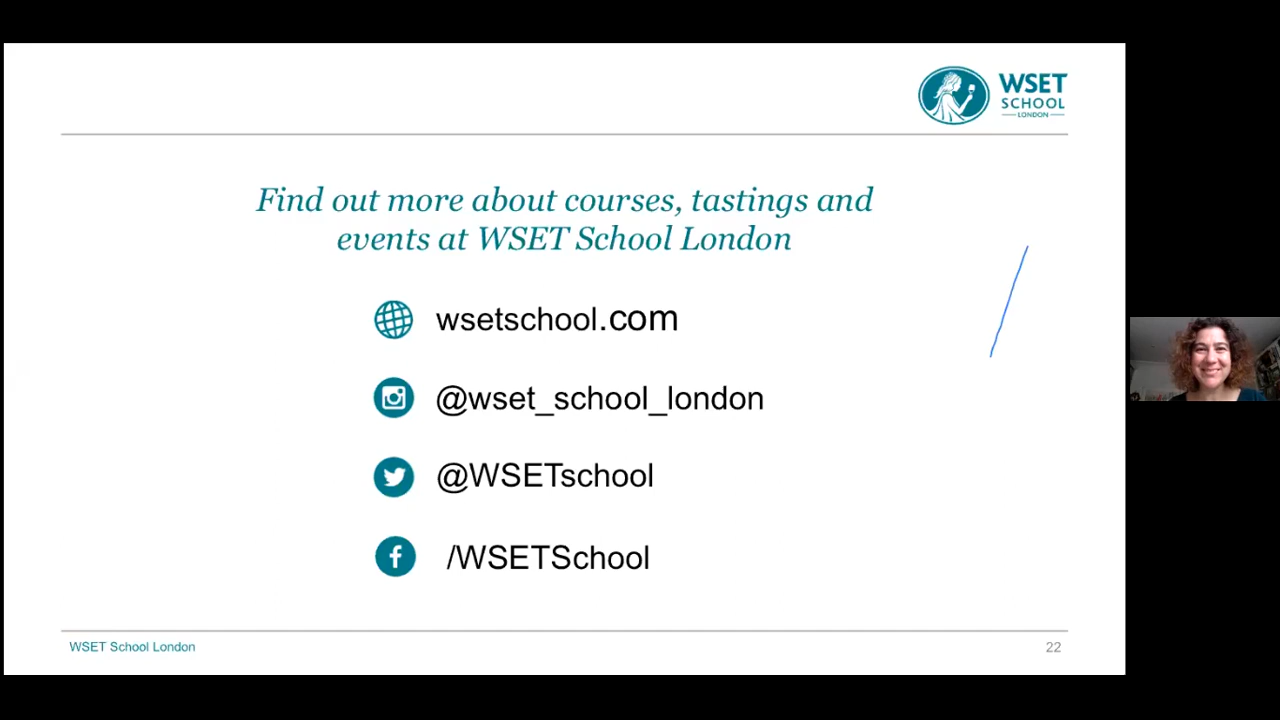 WSET
SCHOOL
LONDON
Find out more about courses, tastings and
events at WSET School London
wsetschool.com
@wset_school_london
@WSETschool
/WSETSchool
WSET School London
22